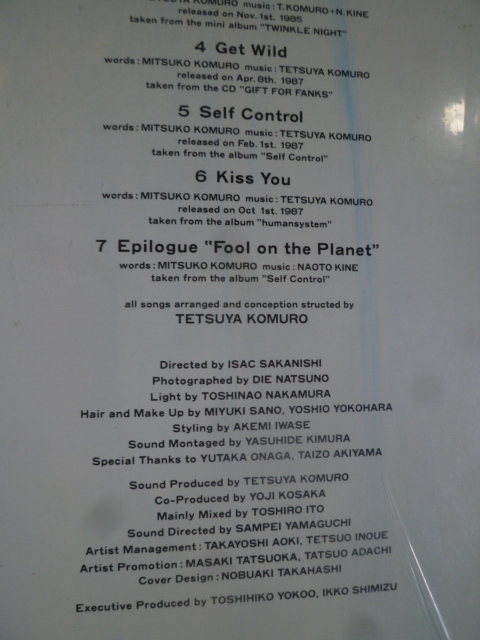 KOMURO music : T.KOMURO + N.KINE
released on Nov. 1st. 1985
taken from the mini album "TWINKLE NIGHT"
4 Get Wild
words : MITSUKO KOMURO music : TETSUYA KOMURO
released on Apr. 8th. 1987
taken from the CD "GIFT FOR FANKS"
5 Self Control
words : MITSUKO KOMURO music : TETSUYA KOMURO
released on Feb. 1st. 1987
taken from the album "Self Control"
6 Kiss You
words : MITSUKO KOMURO music : TETSUYA KOMURO
released on Oct 1st. 1987
taken from the album "humansystem"
7 Epilogue "Fool on the Planet"
words : MITSUKO KOMURO music : NAOTO KINE
taken from the album "Self Control"
all songs arranged and conception structed by
TETSUYA KOMURO
Directed by ISAC SAKANISHI
Photographed by DIE NATSUNO
Light by TOSHINAO NAKAMURA
Hair and Make Up by MIYUKI SANO, YOSHIO YOKOHARA
Styling by AKEMI IWASE
Sound Montaged by YASUHIDE KIMURA
Special Thanks to YUTAKA ONAGA, TAIZO AKIYAMA
Sound Produced by TETSUYA KOMURO
Co-Produced by YOJI KOSAKA
Mainly Mixed by TOSHIRO ITO
Sound Directed by SAMPEI YAMAGUCHI
Artist Management : TAKAYOSHI AOKI, TETSUO INOUE
Artist Promotion : MASAKI TATSUOKA, TATSUO ADACHI
Cover Design : NOBUAKI TAKAHASHI
Executive Produced by TOSHIHIKO YOKOO, IKKO SHIMIZU